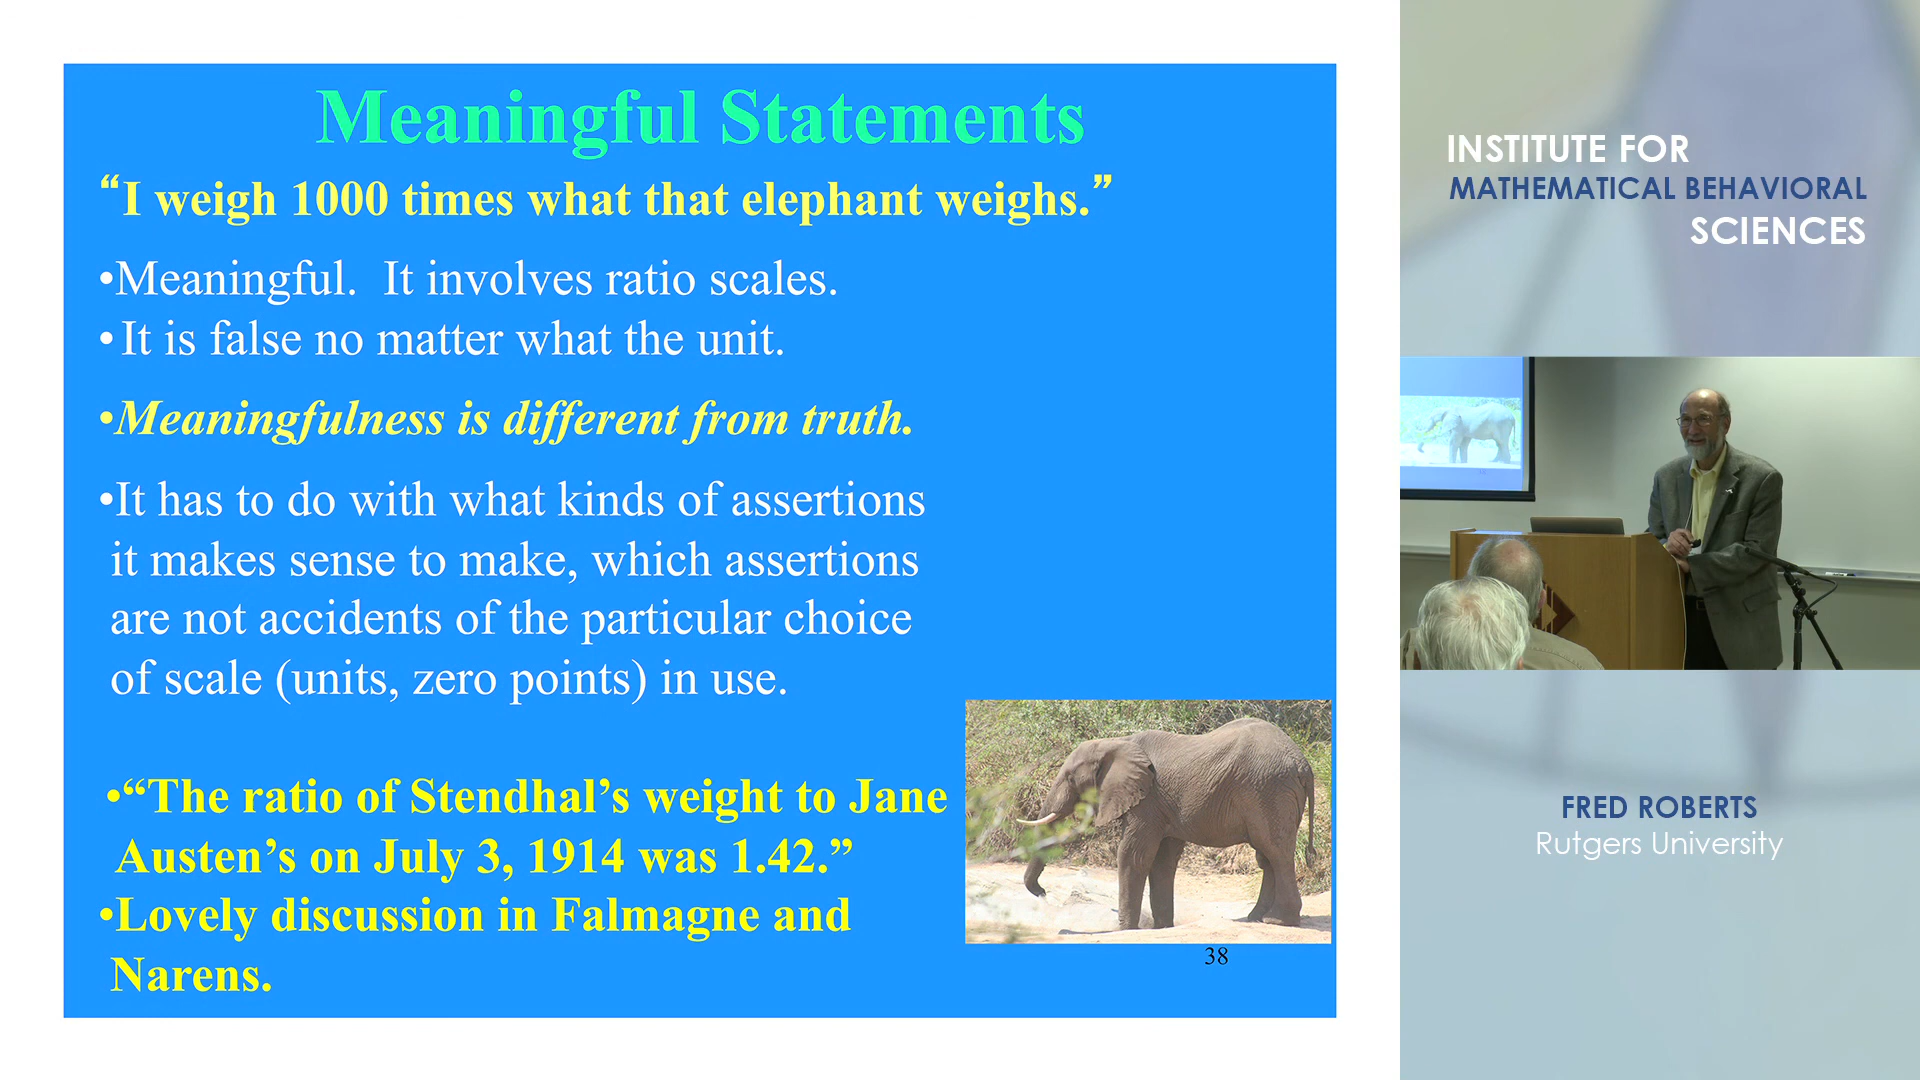 Meaningful Statements
“I weigh 1000 times what that elephant weighs.”
•Meaningful.  It involves ratio scales.
•It is false no matter what the unit.
•Meaningfulness is different from truth.
•It has to do with what kinds of assertions
it makes sense to make, which assertions
are not accidents of the particular choice
of scale (units, zero points) in use.
•“The ratio of Stendhal’s weight to Jane
Austen’s on July 3, 1914 was 1.42.”
•Lovely discussion in Falmagne and
Narens.
38
INSTITUTE FOR
MATHEMATICAL BEHAVIORAL
SCIENCES
FRED ROBERTS
Rutgers University